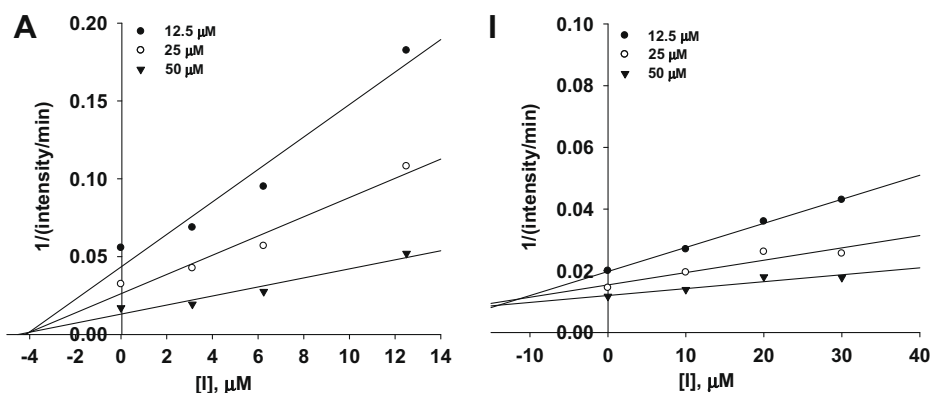 A
● 12.5 μM
○ 25 μM
▼ 50 μM
1/(intensity/min)
0.20
0.15
0.10
0.05
0.00
-4 -2 0 2 4 6 8 10 12 14
[I], μM
I
● 12.5 μM
○ 25 μM
▼ 50 μM
1/(intensity/min)
0.10
0.08
0.06
0.04
0.02
0.00
-10 0 10 20 30 40
[I], μM